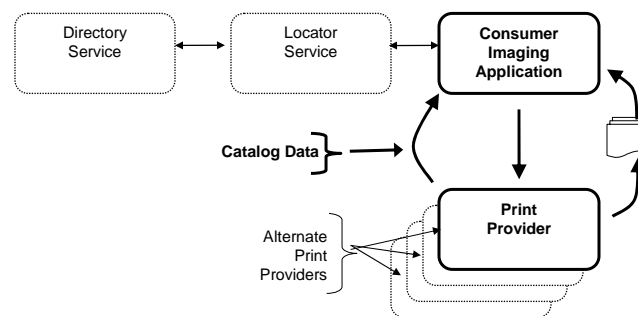 Directory
Service
Locator
Service
Consumer
Imaging
Application
Catalog Data
Print
Provider
Alternate
Print
Providers